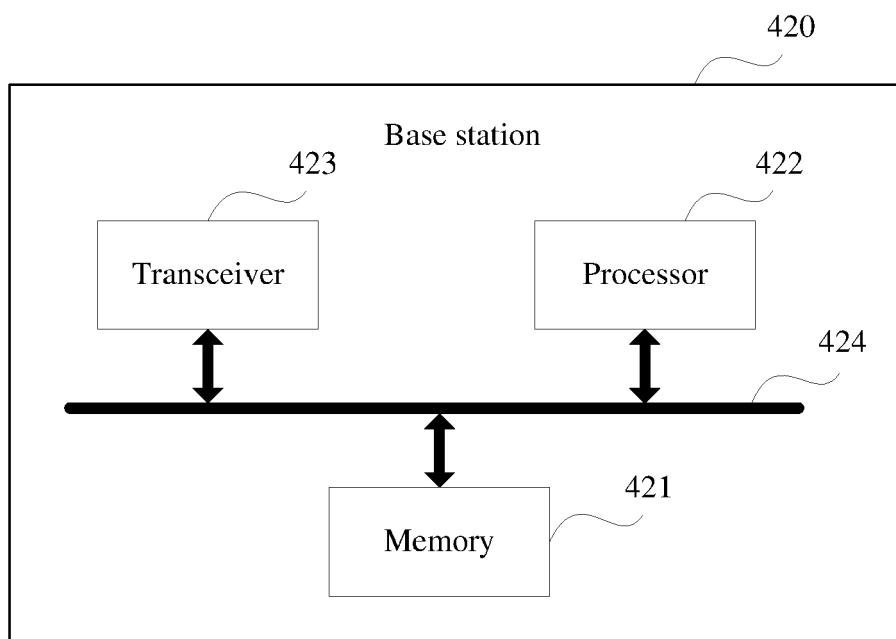 420
Base station
423
422
Transceiver
Processor
424
421
Memory